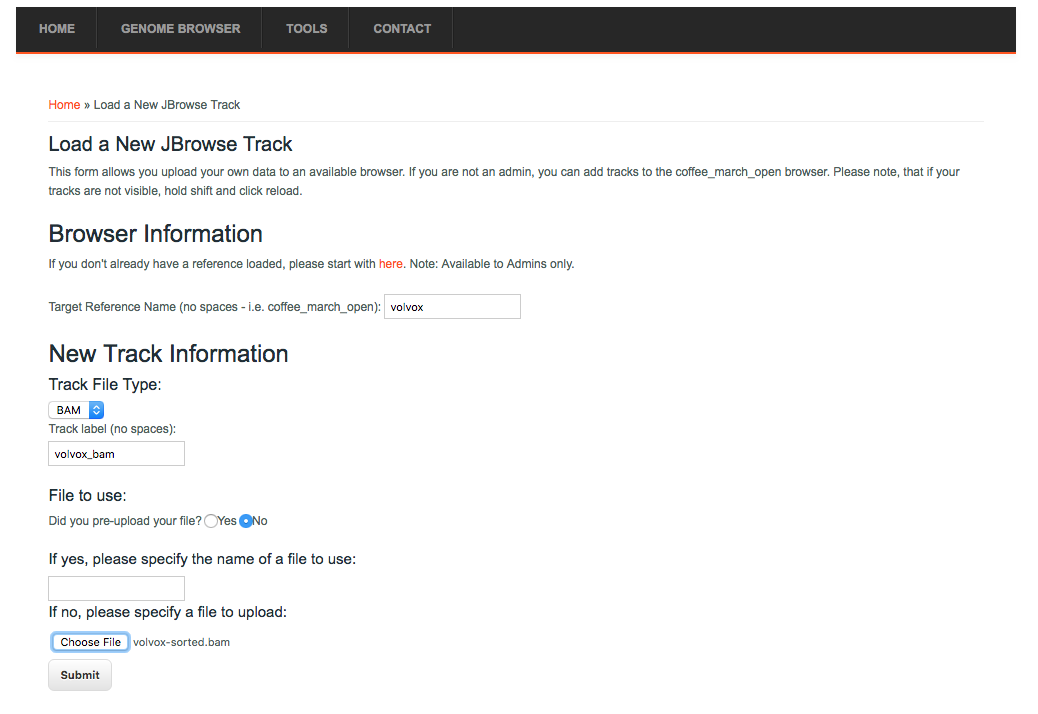 HOME GENOME BROWSER TOOLS CONTACT
Home » Load a New JBrowse Track
Load a New JBrowse Track
This form allows you upload your own data to an available browser. If you are not an admin, you can add tracks to the coffee_march_open browser. Please note, that if your
tracks are not visible, hold shift and click reload.
Browser Information
If you don't already have a reference loaded, please start with here. Note: Available to Admins only.
Target Reference Name (no spaces - i.e. coffee_march_open): volvox
New Track Information
Track File Type:
BAM
Track label (no spaces):
volvox_bam
File to use:
Did you pre-upload your file? Yes No
If yes, please specify the name of a file to use:
If no, please specify a file to upload:
Choose File volvox-sorted.bam
Submit